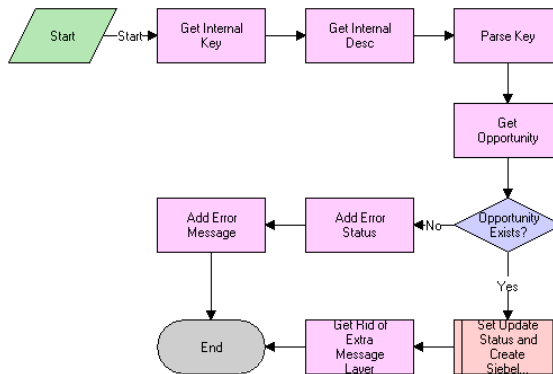 Start
Start
Get Internal
Key
Get Internal
Desc
Parse Key
Get
Opportunity
Opportunity
Exists?
No
Add Error
Status
Add Error
Message
Yes
Set Update
Status and
Create
Siebel...
Get Rid of
Extra
Message
Layer
End